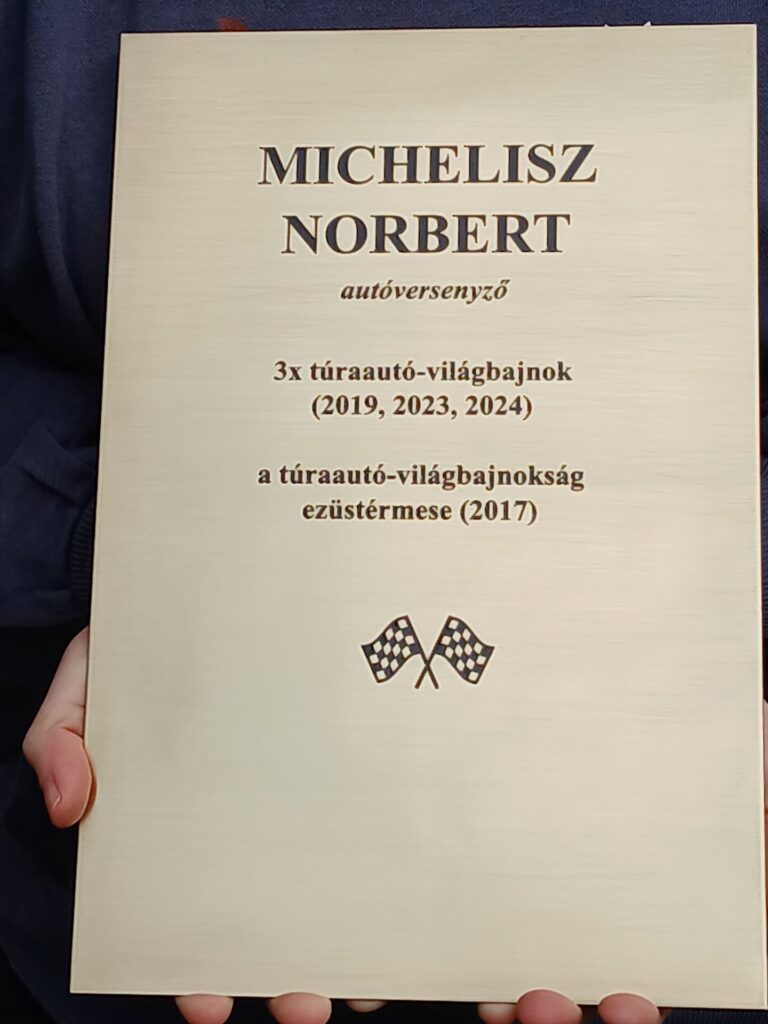 MICHELISZ
NORBERT
autóversenyző
3x túraautó-világbajnok
(2019, 2023, 2024)
a túraautó-világbajnokság
ezüstérmese (2017)